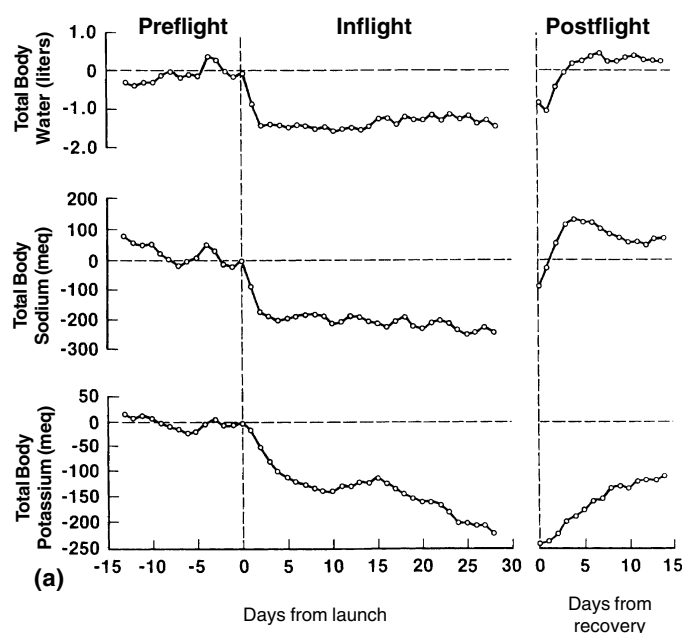 Preflight Inflight Postflight
Total Body
Water (liters)
1.0
0
-1.0
-2.0
Total Body
Sodium (meq)
200
100
0
-100
-200
-300
Total Body
Potassium (meq)
50
0
-50
-100
-150
-200
-250
(a)
-15 -10 -5 0 5 10 15 20 25 30
0 5 10 15
Days from launch
Days from
recovery